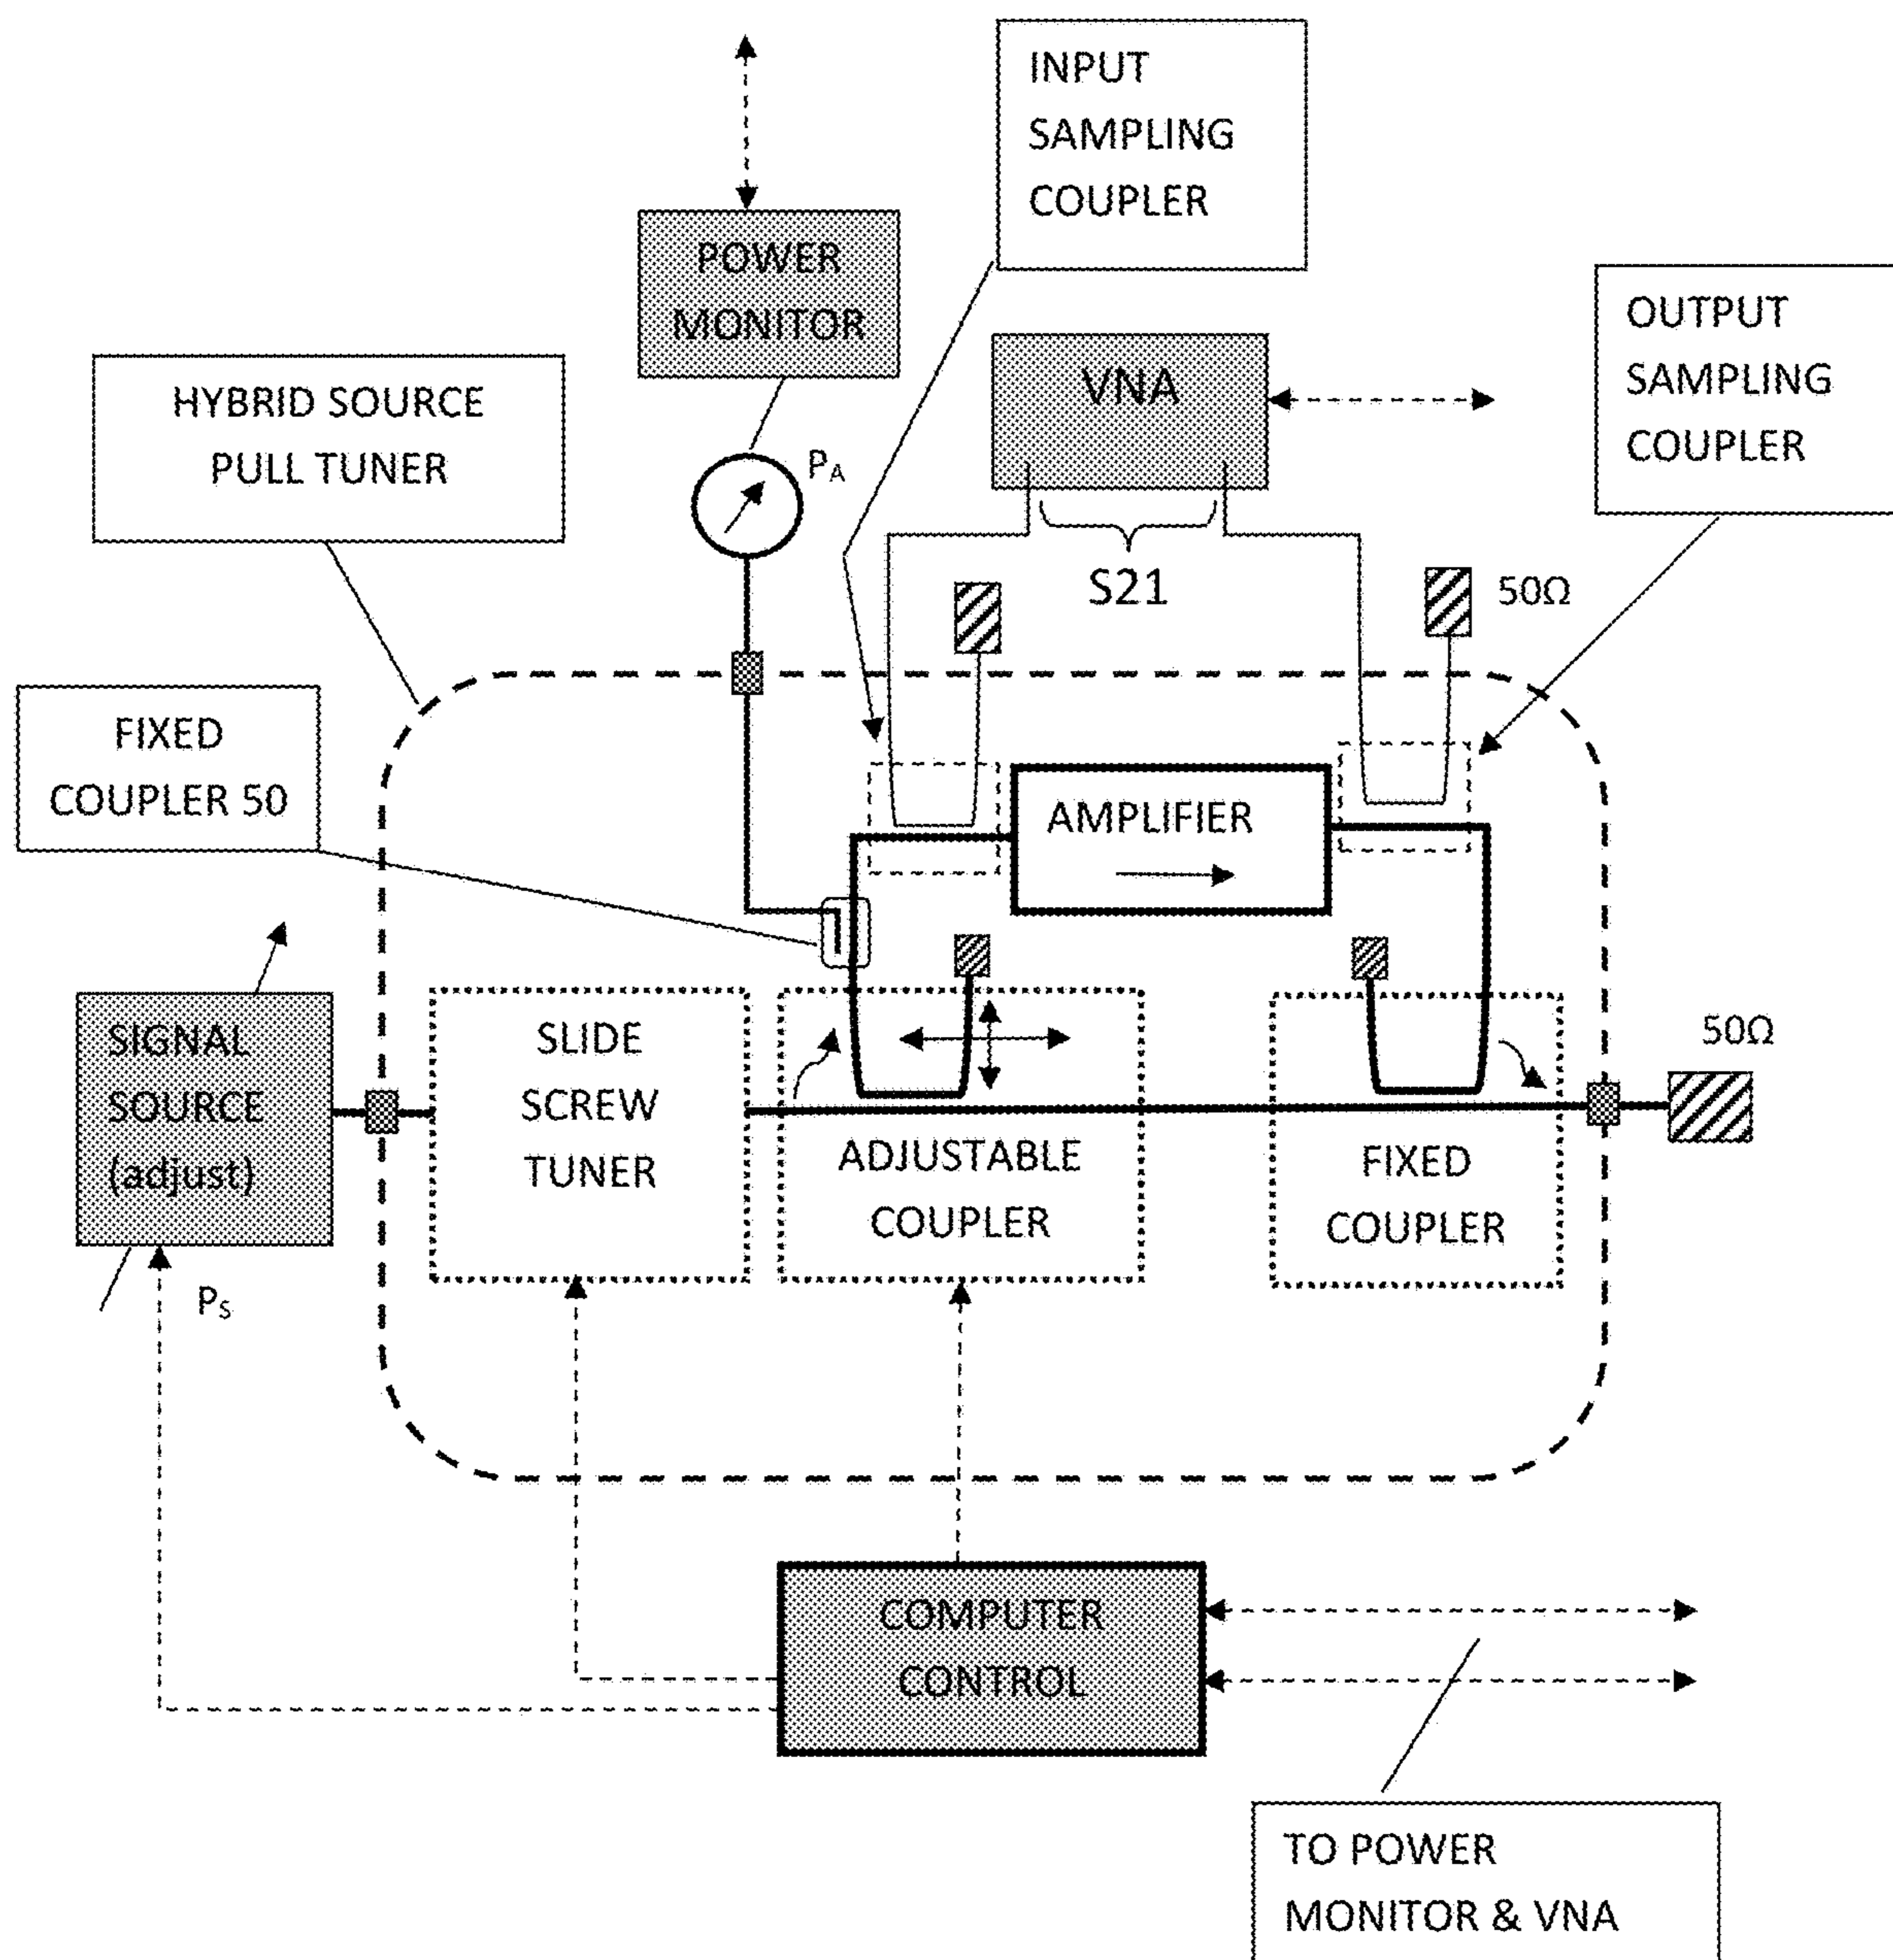 INPUT
SAMPLING
COUPLER
POWER
MONITOR
OUTPUT
SAMPLING
COUPLER
VNA
HYBRID SOURCE
PULL TUNER
PA
S21
50Ω
FIXED
COUPLER 50
AMPLIFIER
SIGNAL
SOURCE
(adjust)
SLIDE
SCREW
TUNER
50Ω
ADJUSTABLE
COUPLER
FIXED
COUPLER
PS
COMPUTER
CONTROL
TO POWER
MONITOR & VNA